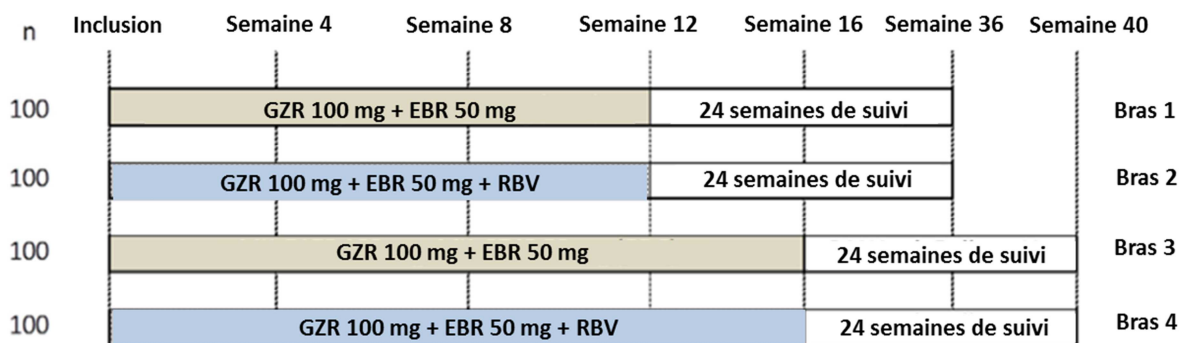 n Inclusion Semaine 4 Semaine 8 Semaine 12 Semaine 16 Semaine 36 Semaine 40
100 GZR 100 mg + EBR 50 mg 24 semaines de suivi Bras 1
100 GZR 100 mg + EBR 50 mg + RBV 24 semaines de suivi Bras 2
100 GZR 100 mg + EBR 50 mg 24 semaines de suivi Bras 3
100 GZR 100 mg + EBR 50 mg + RBV 24 semaines de suivi Bras 4